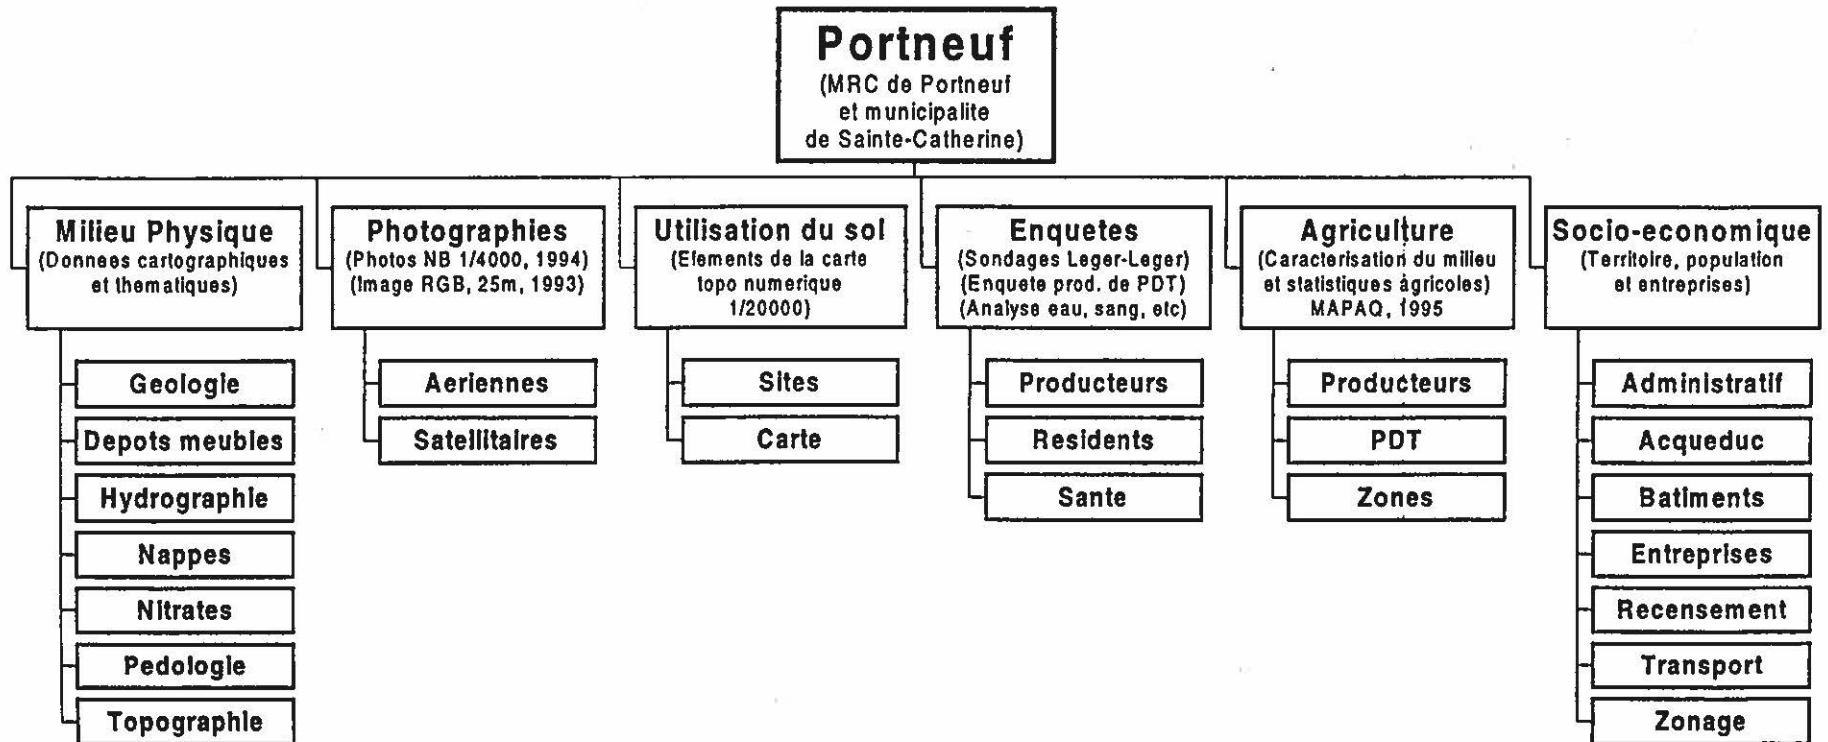 Portneuf
(MRC de Portneuf
et municipalite
de Sainte-Catherine)
Milieu Physique
(Donnees cartographiques
et thematiques)
Geologie
Depots meubles
Hydrographie
Nappes
Nitrates
Pedologie
Topographie
Photographies
(Photos NB 1/4000, 1994)
(Image RGB, 25m, 1993)
Aeriennes
Satellitaires
Utilisation du sol
(Elements de la carte
topo numerique
1/20000)
Sites
Carte
Enquetes
(Sondages Leger-Leger)
(Enquete prod. de PDT)
(Analyse eau, sang, etc)
Producteurs
Residents
Sante
Agriculture
(Caracterisation du milieu
et statistiques agricoles)
MAPAQ, 1995
Producteurs
PDT
Zones
Socio-economique
(Territoire, population
et entreprises)
Administratif
Acqueduc
Batiments
Entreprises
Recensement
Transport
Zonage